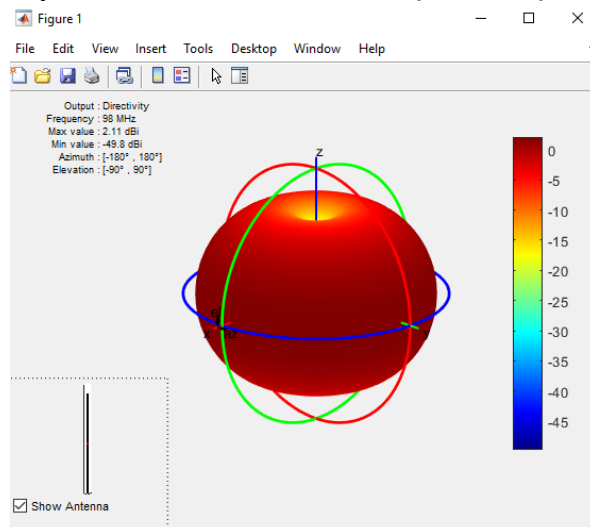 Figure 1
File Edit View Insert Tools Desktop Window Help
Output : Directivity
Frequency : 98 MHz
Max value : 2.11 dBi
Min value : -49.8 dBi
Azimuth : [-180° , 180°]
Elevation : [-90° , 90°]
z
x
az
y
0
-5
-10
-15
-20
-25
-30
-35
-40
-45
Show Antenna